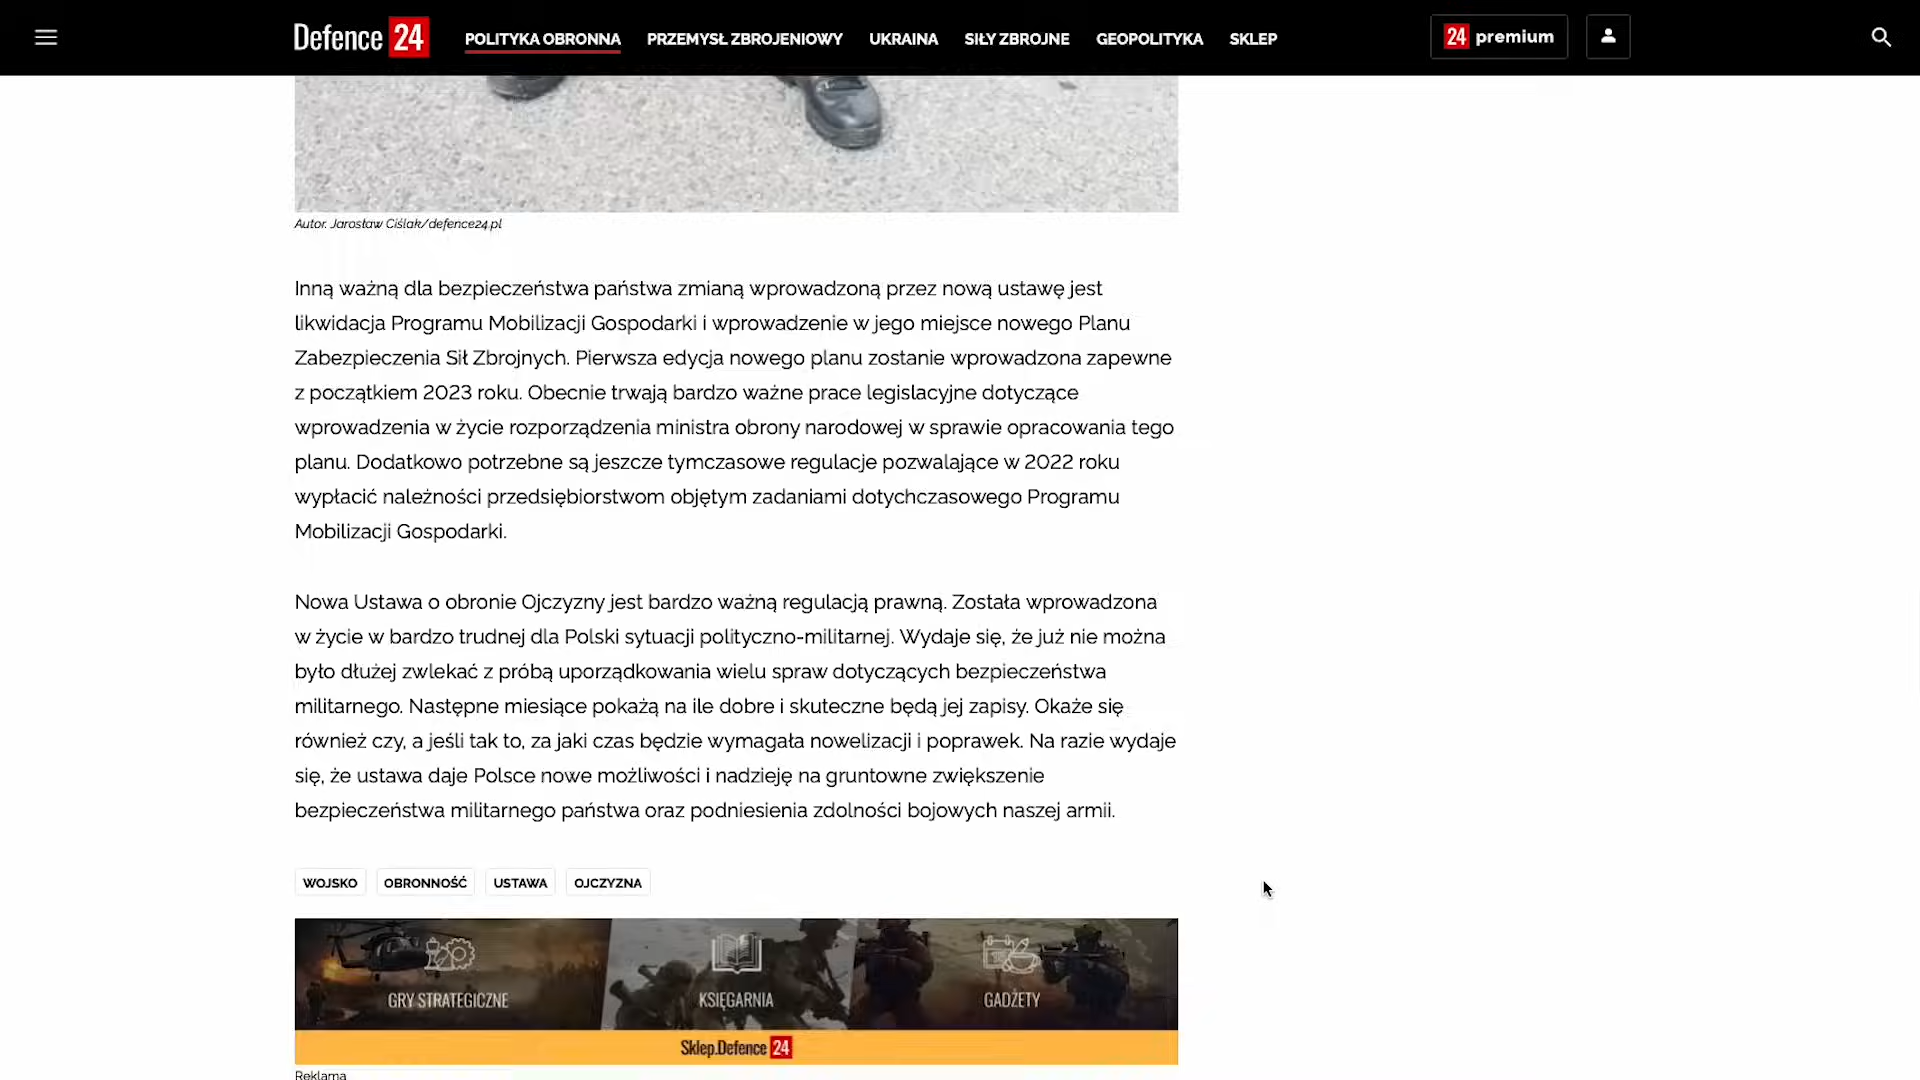 Defence 24
POLITYKA OBRONNA
PRZEMYSŁ ZBROJENIOWY
UKRAINA
SIŁY ZBROJNE
GEOPOLITYKA
SKLEP
24 premium
Autor. Jarosław Ciślak/defence24.pl
Inną ważną dla bezpieczeństwa państwa zmianą wprowadzoną przez nową ustawę jest
likwidacja Programu Mobilizacji Gospodarki i wprowadzenie w jego miejsce nowego Planu
Zabezpieczenia Sił Zbrojnych. Pierwsza edycja nowego planu zostanie wprowadzona zapewne
z początkiem 2023 roku. Obecnie trwają bardzo ważne prace legislacyjne dotyczące
wprowadzenia w życie rozporządzenia ministra obrony narodowej w sprawie opracowania tego
planu. Dodatkowo potrzebne są jeszcze tymczasowe regulacje pozwalające w 2022 roku
wypłacić należności przedsiębiorstwom objętym zadaniami dotychczasowego Programu
Mobilizacji Gospodarki.
Nowa Ustawa o obronie Ojczyzny jest bardzo ważną regulacją prawną. Została wprowadzona
w życie w bardzo trudnej dla Polski sytuacji polityczno-militarnej. Wydaje się, że już nie można
było dłużej zwlekać z próbą uporządkowania wielu spraw dotyczących bezpieczeństwa
militarnego. Następne miesiące pokażą na ile dobre i skuteczne będą jej zapisy. Okaże się
również czy, a jeśli tak to, za jaki czas będzie wymagała nowelizacji i poprawek. Na razie wydaje
się, że ustawa daje Polsce nowe możliwości i nadzieję na gruntowne zwiększenie
bezpieczeństwa militarnego państwa oraz podniesienia zdolności bojowych naszej armii.
WOJSKO
OBRONNOŚĆ
USTAWA
OJCZYZNA
GRY STRATEGICZNE
KSIĘGARNIA
GADŻETY
Sklep.Defence 24
Reklama